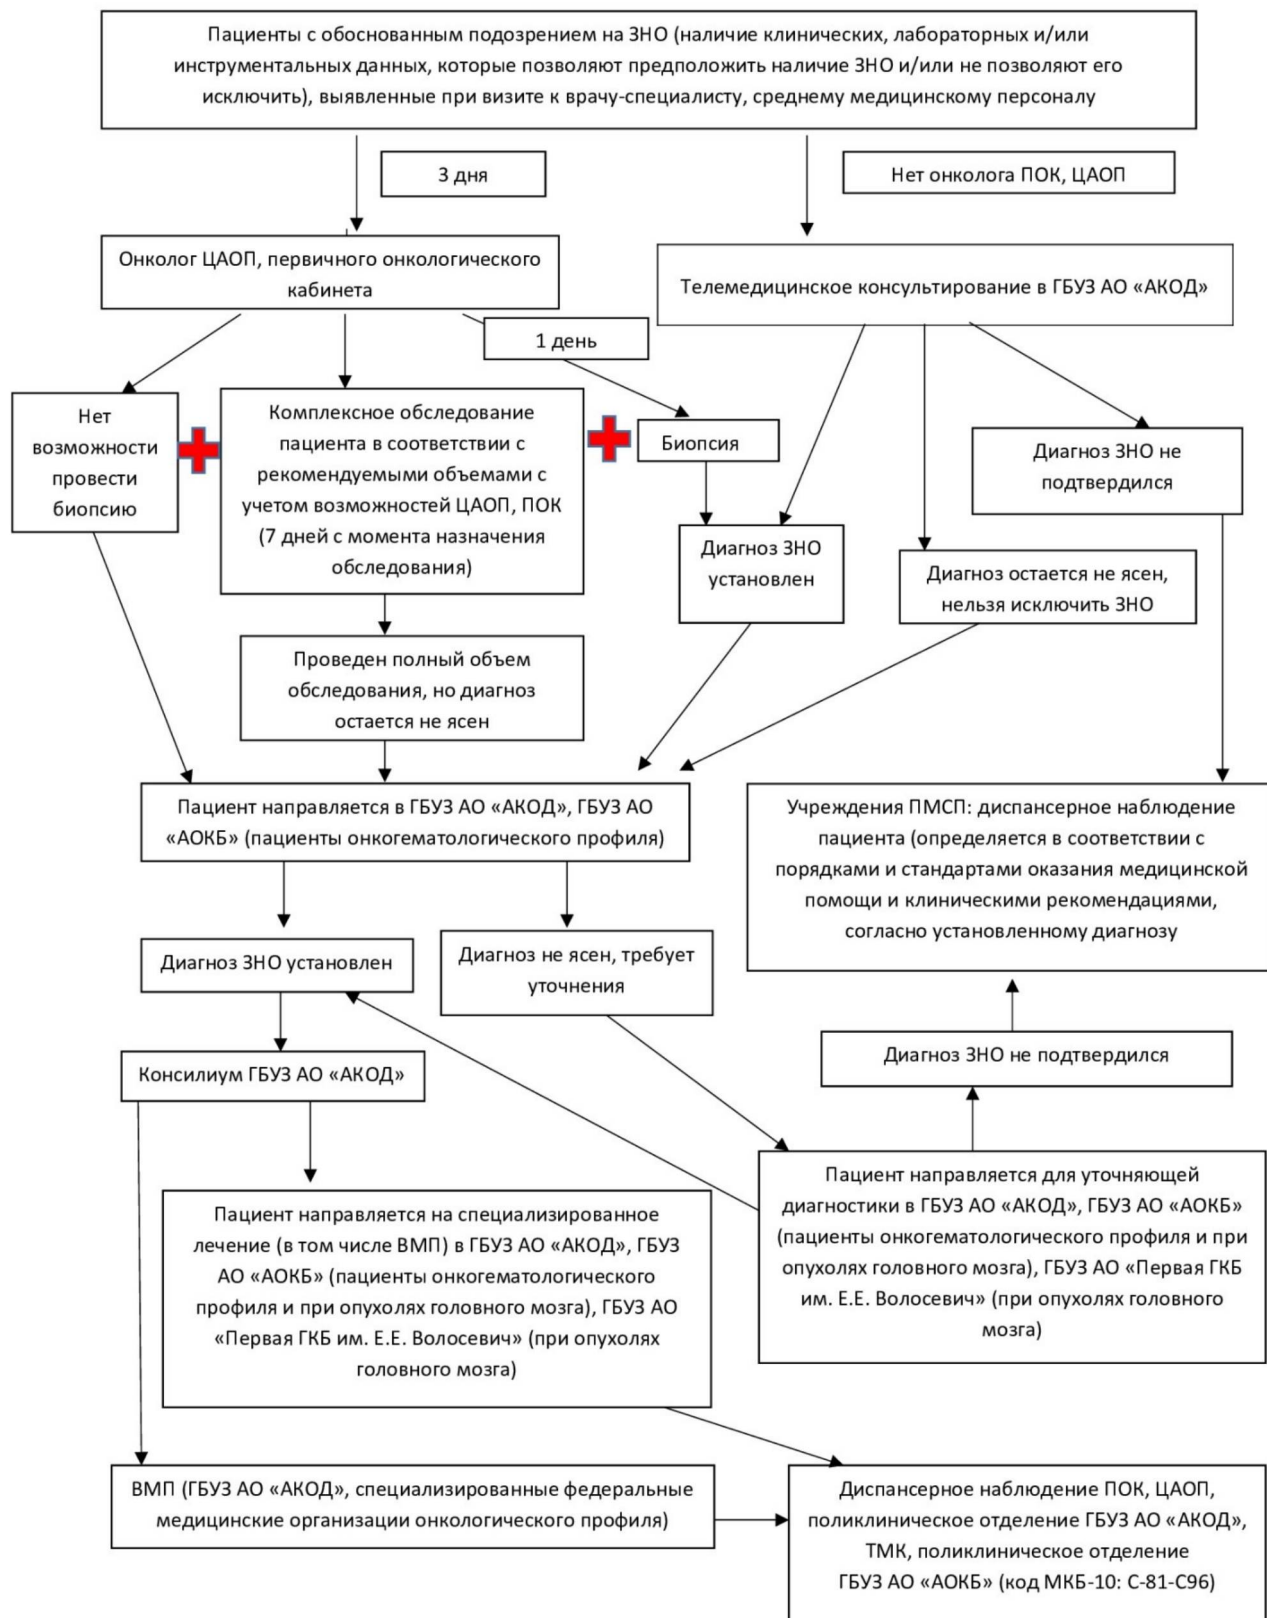 Пациенты с обоснованным подозрением на ЗНО (наличие клинических, лабораторных и/или
инструментальных данных, которые позволяют предположить наличие ЗНО и/или не позволяют его
исключить), выявленные при визите к врачу-специалисту, среднему медицинскому персоналу
3 дня
Нет онколога ПОК, ЦАОП
Онколог ЦАОП, первичного онкологического
кабинета
Телемедицинское консультирование в ГБУЗ АО «АКОД»
1 день
Нет
возможности
провести
биопсию
Комплексное обследование
пациента в соответствии с
рекомендуемыми объемами с
учетом возможностей ЦАОП, ПОК
(7 дней с момента назначения
обследования)
Биопсия
Диагноз ЗНО не
подтвердился
Диагноз ЗНО
установлен
Диагноз остается не ясен,
нельзя исключить ЗНО
Проведен полный объем
обследования, но диагноз
остается не ясен
Пациент направляется в ГБУЗ АО «АКОД», ГБУЗ АО
«АОКБ» (пациенты онкогематологического профиля)
Учреждения ПМСП: диспансерное наблюдение
пациента (определяется в соответствии с
порядками и стандартами оказания медицинской
помощи и клиническими рекомендациями,
согласно установленному диагнозу
Диагноз ЗНО установлен
Диагноз не ясен, требует
уточнения
Диагноз ЗНО не подтвердился
Консилиум ГБУЗ АО «АКОД»
Пациент направляется для уточняющей
диагностики в ГБУЗ АО «АКОД», ГБУЗ АО «АОКБ»
(пациенты онкогематологического профиля и при
опухолях головного мозга), ГБУЗ АО «Первая ГКБ
им. Е.Е. Волосевич» (при опухолях головного
мозга)
Пациент направляется на специализированное
лечение (в том числе ВМП) в ГБУЗ АО «АКОД», ГБУЗ
АО «АОКБ» (пациенты онкогематологического
профиля и при опухолях головного мозга), ГБУЗ АО
«Первая ГКБ им. Е.Е. Волосевич» (при опухолях
головного мозга)
ВМП (ГБУЗ АО «АКОД», специализированные федеральные
медицинские организации онкологического профиля)
Диспансерное наблюдение ПОК, ЦАОП,
поликлиническое отделение ГБУЗ АО «АКОД»,
ТМК, поликлиническое отделение
ГБУЗ АО «АОКБ» (код МКБ-10: С-81-С96)